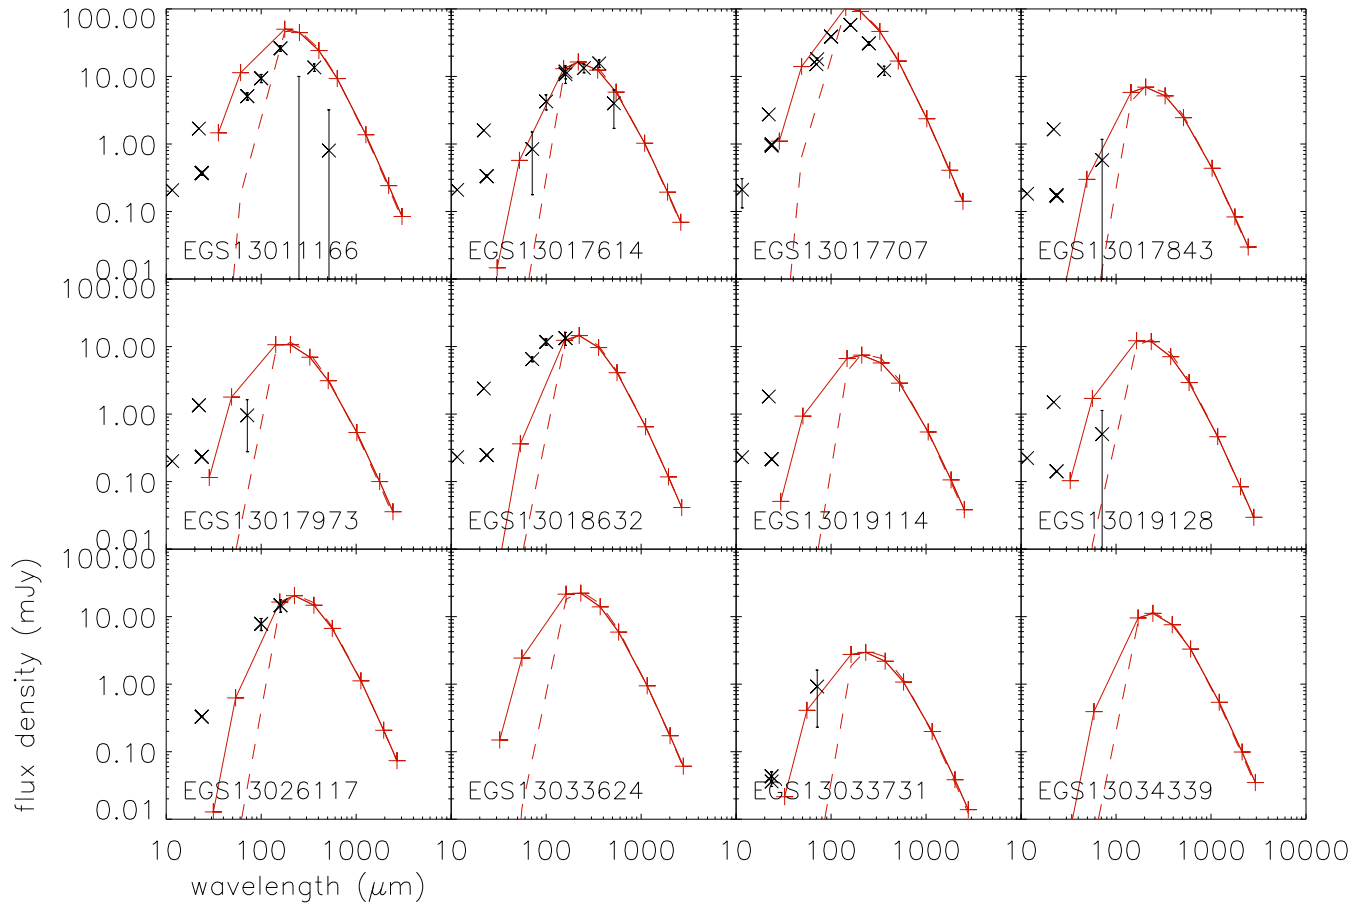 100.00
10.00
1.00
0.10
0.01
EGS13011166 EGS13017614 EGS13017707 EGS13017843
100.00
10.00
1.00
0.10
0.01
EGS13017973 EGS13018632 EGS13019114 EGS13019128
100.00
10.00
1.00
0.10
0.01
EGS13026117 EGS13033624 EGS13033731 EGS13034339
flux density (mJy)
10 100 1000 10 100 1000 10 100 1000 10 100 1000 10000
wavelength (μm)